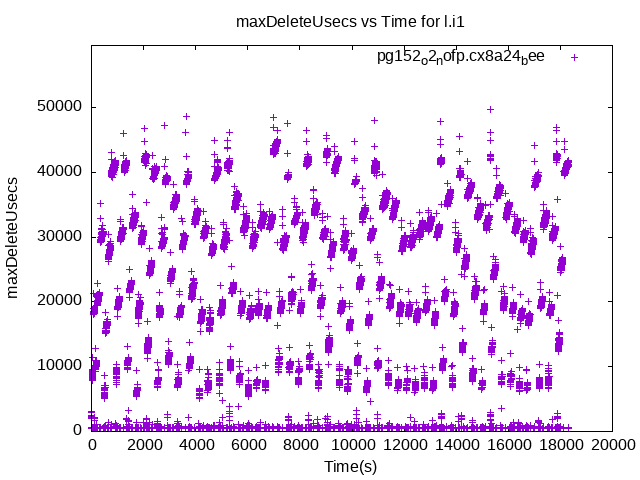 maxDeleteUsecs vs Time for l.i1
pg152_o2_nofp.cx8a24_bee
50000
40000
30000
20000
10000
0
maxDeleteUsecs
0 2000 4000 6000 8000 10000 12000 14000 16000 18000 20000
Time(s)